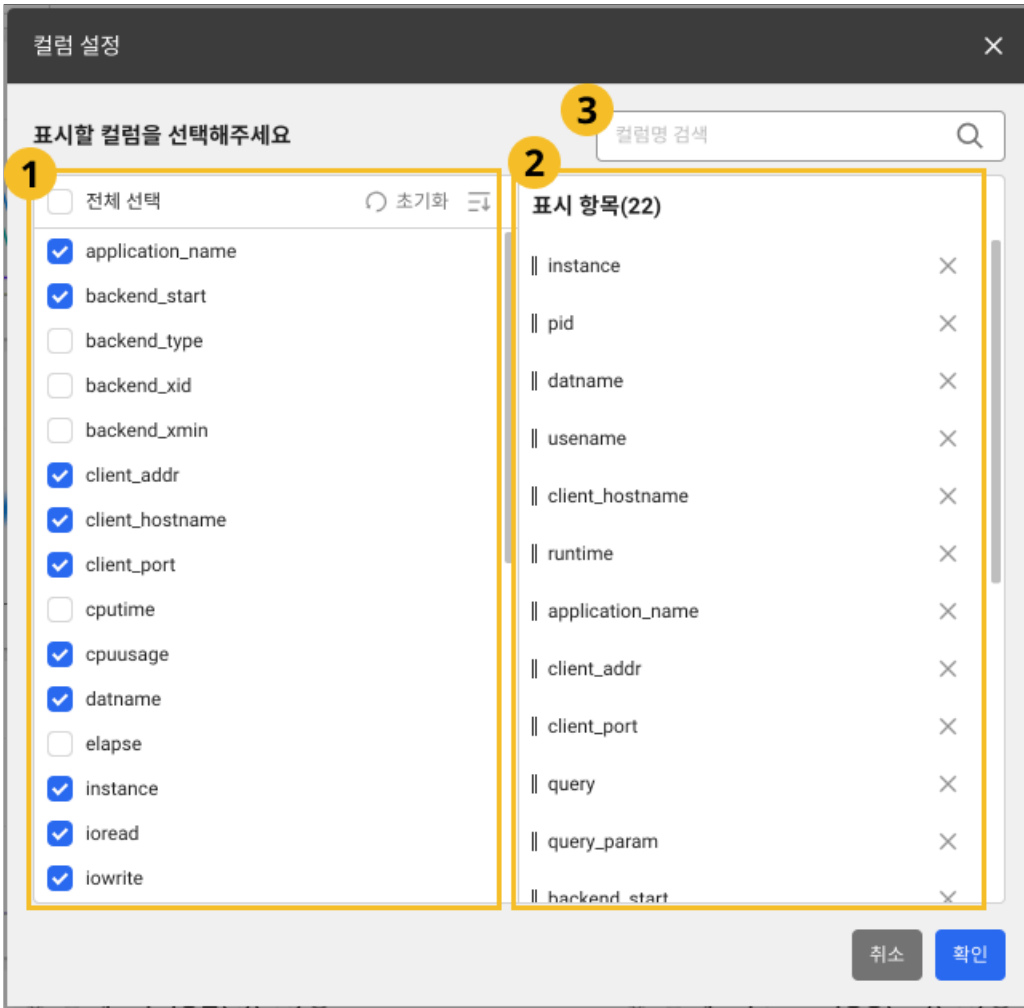 컬럼 설정
표시할 컬럼을 선택해주세요
3
컬럼명 검색
1
전체 선택
초기화
application_name
backend_start
backend_type
backend_xid
backend_xmin
client_addr
client_hostname
client_port
cputime
cpuusage
datname
elapse
instance
ioread
iowrite
2
표시 항목(22)
instance
pid
datname
usename
client_hostname
runtime
application_name
client_addr
client_port
query
query_param
backend_start
취소
확인